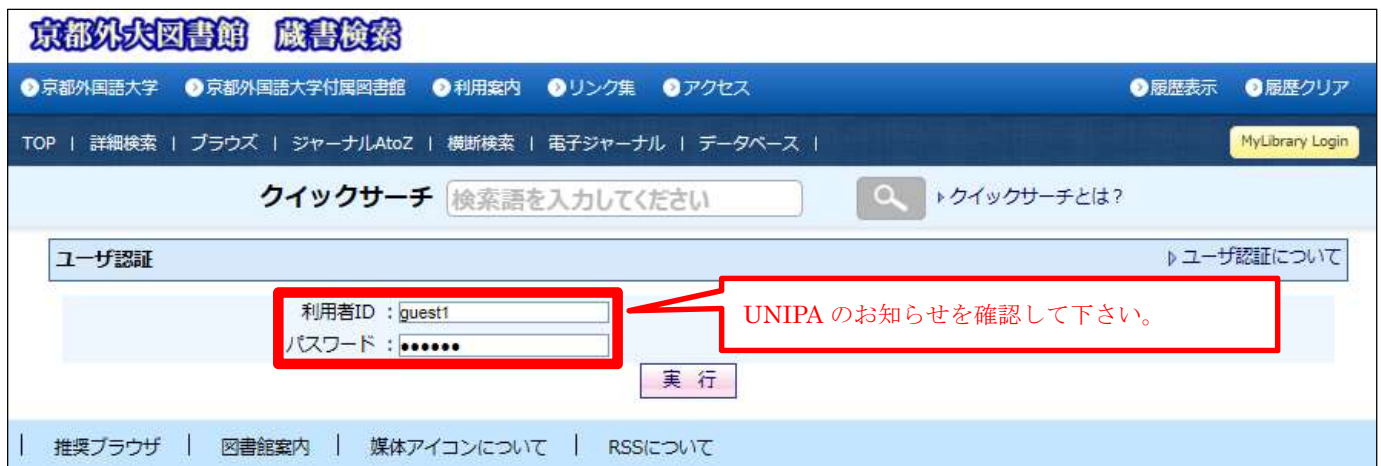 京都外大図書館 蔵書検索
京都外国語大学 京都外国語大学付属図書館 利用案内 リンク集 アクセス 履歴表示 履歴クリア
TOP | 詳細検索 | ブラウズ | ジャーナルAtoZ | 横断検索 | 電子ジャーナル | データベース | MyLibrary Login
クイックサーチ 検索語を入力してください クイックサーチとは?
ユーザ認証 ユーザ認証について
利用者ID : guest1
UNIPA のお知らせを確認して下さい。
パスワード : ●●●●●●
実 行
| 推奨ブラウザ | 図書館案内 | 媒体アイコンについて | RSSについて